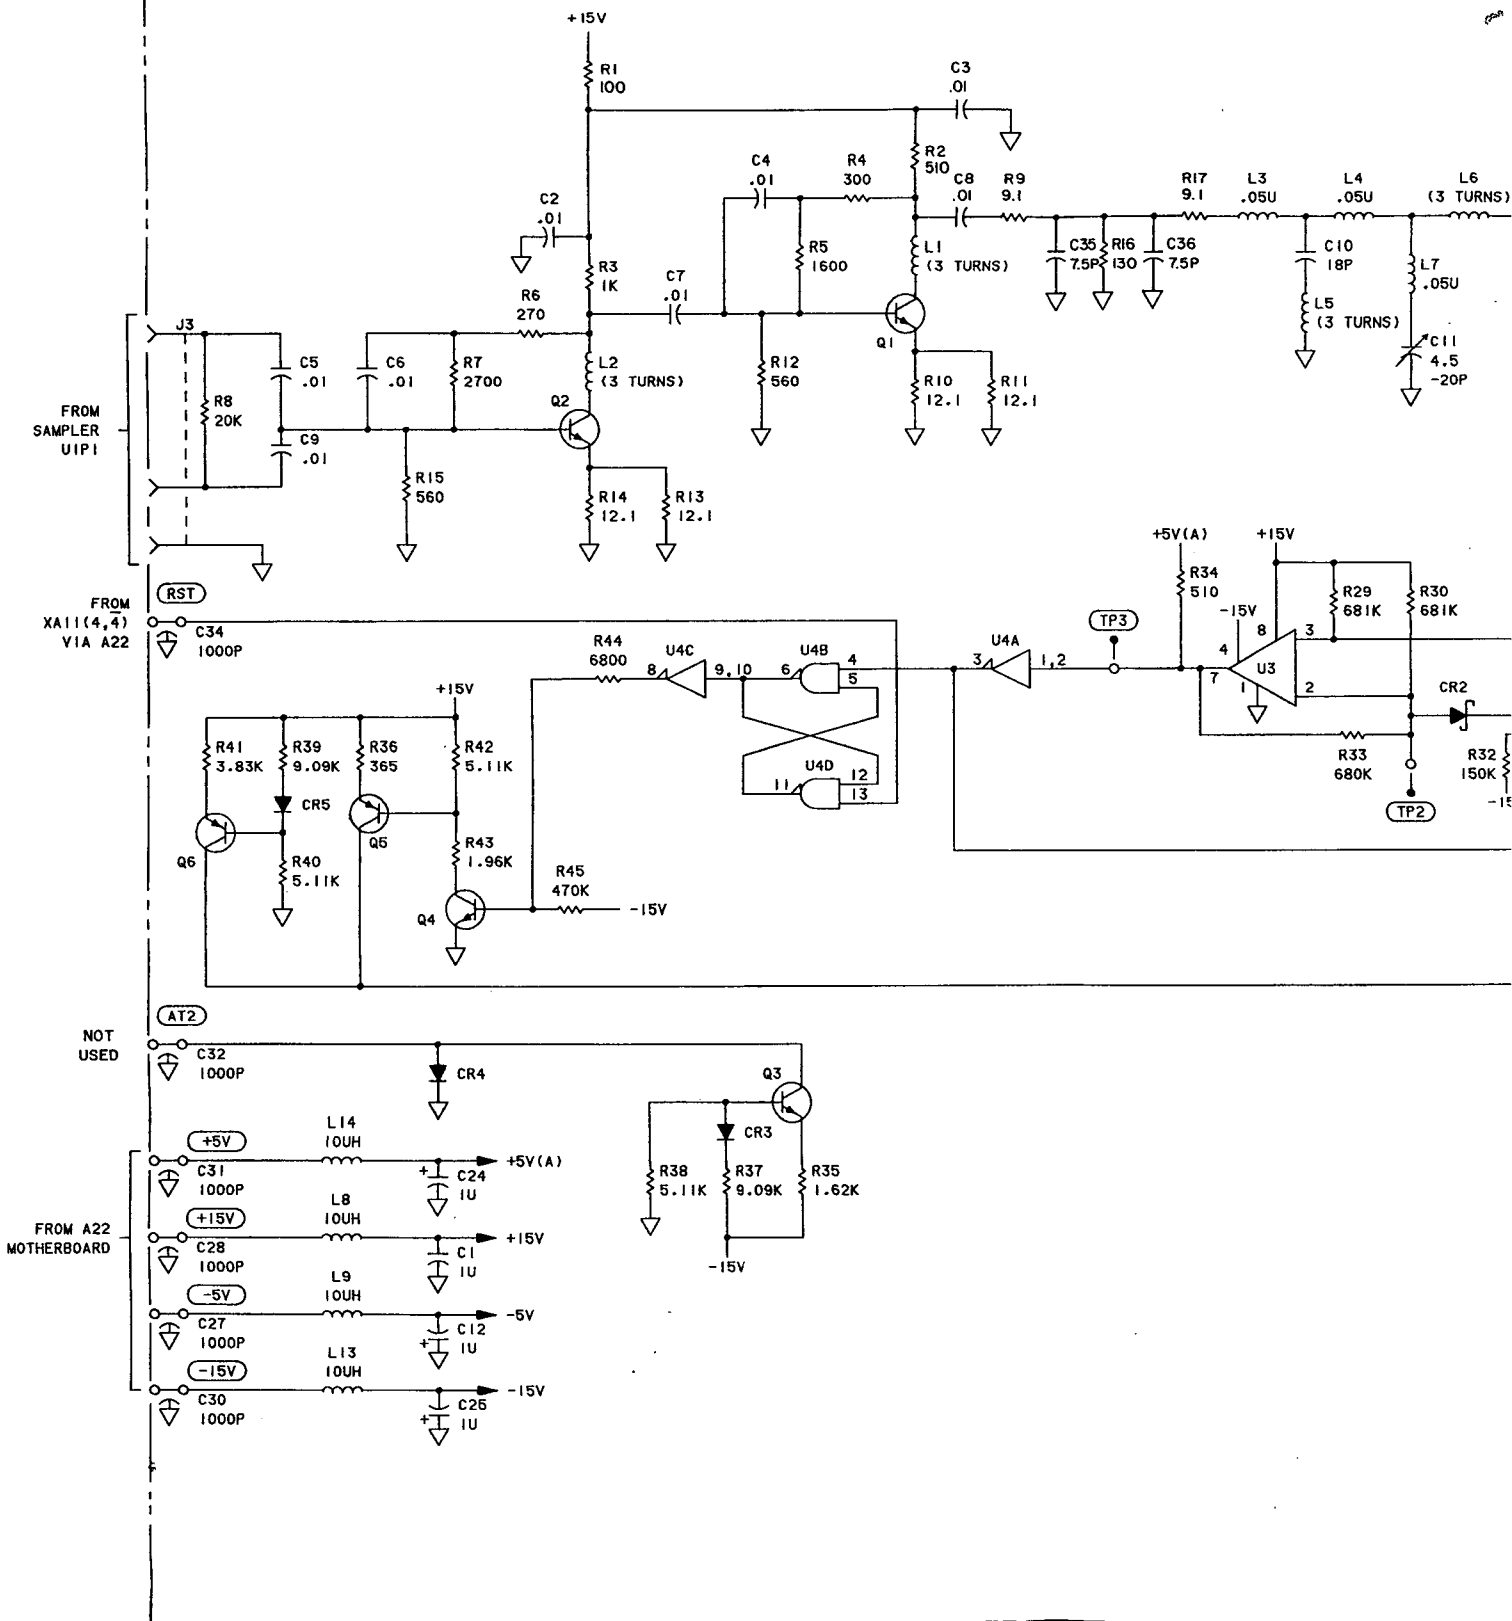 +15V
R1
100
C3
.01
R2
510
C4
.01
R4
300
C8
.01
R9
9.1
R17
9.1
L3
.05U
L4
.05U
L6
(3 TURNS)
C2
.01
R3
1K
R5
1600
L1
(3 TURNS)
C35
7.5P
R16
130
C36
7.5P
C10
18P
L7
.05U
C7
.01
R6
270
L5
(3 TURNS)
J3
Q1
C11
4.5
-20P
C5
.01
C6
.01
R7
2700
L2
(3 TURNS)
R12
560
R10
12.1
R11
12.1
FROM
SAMPLER
U1P1
R8
20K
Q2
C9
.01
R15
560
R14
12.1
R13
12.1
+5V(A)
+15V
R34
510
R29
681K
R30
681K
RST
FROM
XA11(4,4̅)
VIA A22
C34
1000P
R44
6800
U4C
8
9,10
U4B
6
4
5
U4A
3
1,2
TP3
-15V
4
8
3
7
U3
1
2
CR2
+15V
R41
3.83K
R39
9.09K
R36
365
R42
5.11K
U4D
11
12
13
R33
680K
R32
150K
-15
TP2
CR5
Q6
Q5
R40
5.11K
R43
1.96K
R45
470K
-15V
Q4
AT2
NOT
USED
C32
1000P
CR4
Q3
CR3
L14
10UH
+5V
C31
1000P
+5V(A)
+
C24
1U
R38
5.11K
R37
9.09K
R35
1.62K
-15V
FROM A22
MOTHERBOARD
L8
10UH
+15V
C28
1000P
+15V
C1
1U
L9
10UH
-5V
C27
1000P
-5V
+
C12
1U
L13
10UH
-15V
C30
1000P
-15V
+
C26
1U